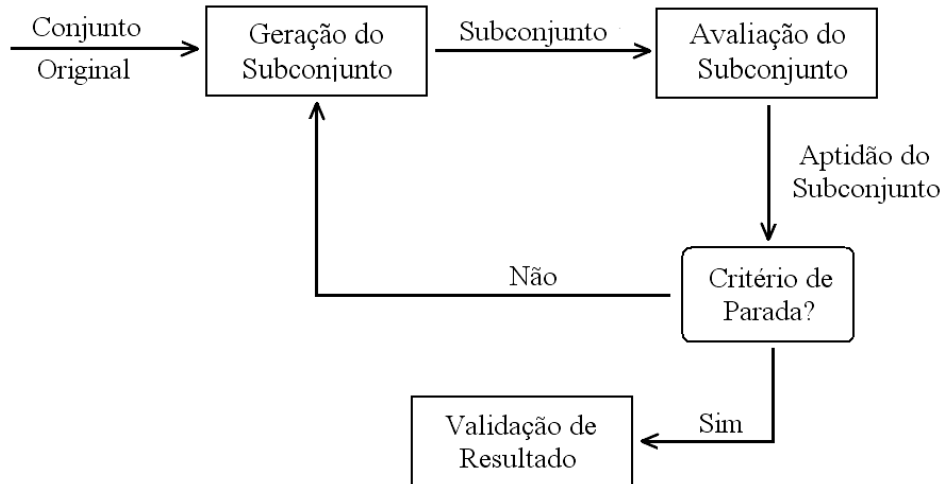 Conjunto
Original
Geração do
Subconjunto
Subconjunto
Avaliação do
Subconjunto
Aptidão do
Subconjunto
Não
Critério de
Parada?
Validação de
Resultado
Sim